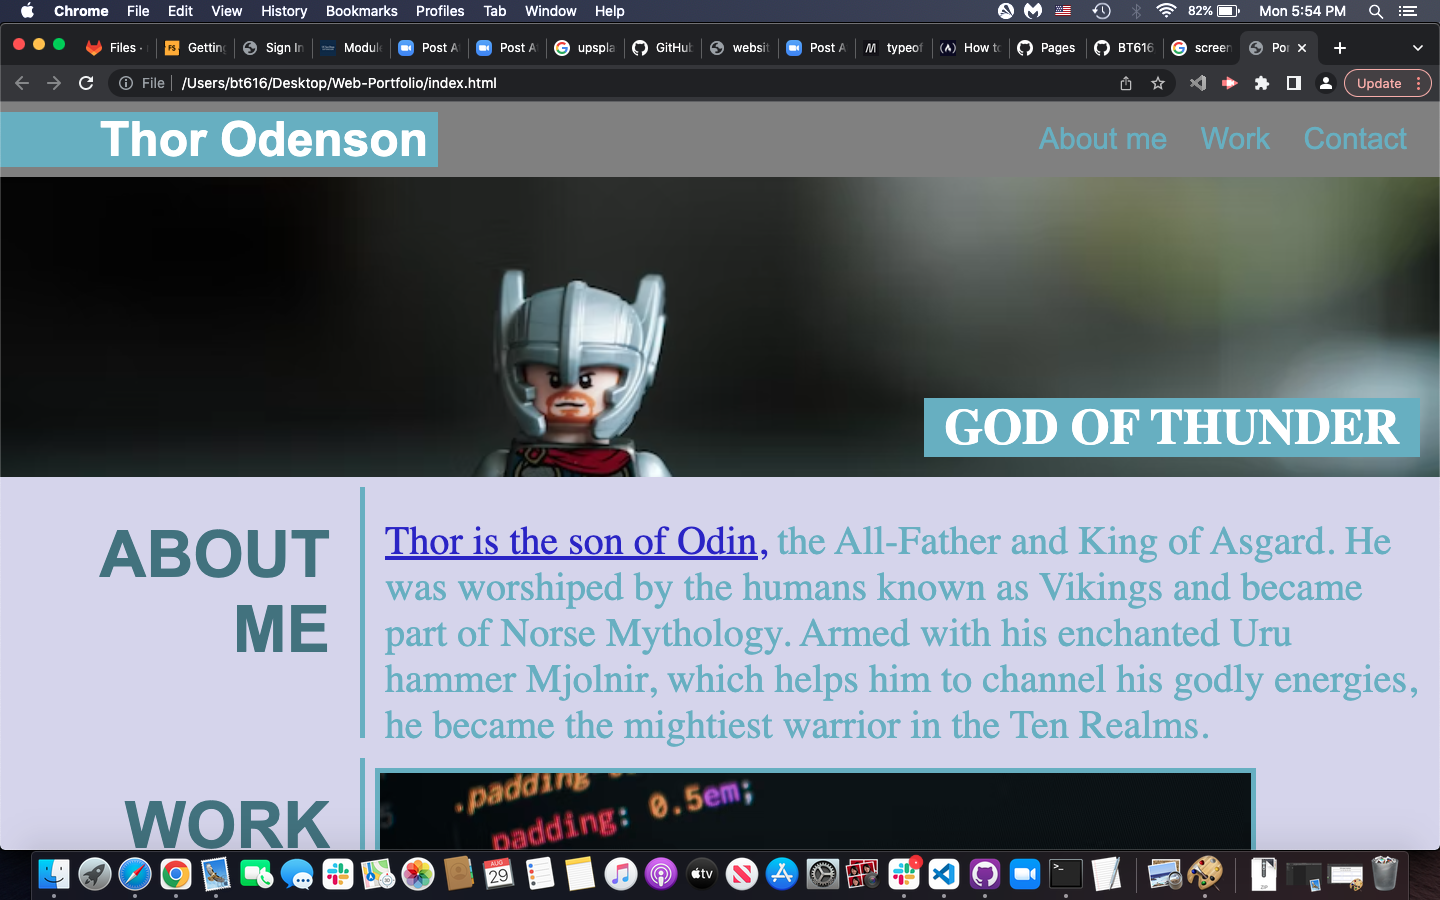 Chrome File Edit View History Bookmarks Profiles Tab Window Help 82% Mon 5:54 PM
Files Getting Sign In Module Post A Post A upspla GitHub websit Post A typeof How to Pages BT616 screen Por
File /Users/bt616/Desktop/Web-Portfolio/index.html Update
Thor Odenson
About me Work Contact
GOD OF THUNDER
ABOUT
ME
Thor is the son of Odin, the All-Father and King of Asgard. He
was worshiped by the humans known as Vikings and became
part of Norse Mythology. Armed with his enchanted Uru
hammer Mjolnir, which helps him to channel his godly energies,
he became the mightiest warrior in the Ten Realms.
WORK
.padding
padding: 0.5em;
AUG
29
tv
ZIP